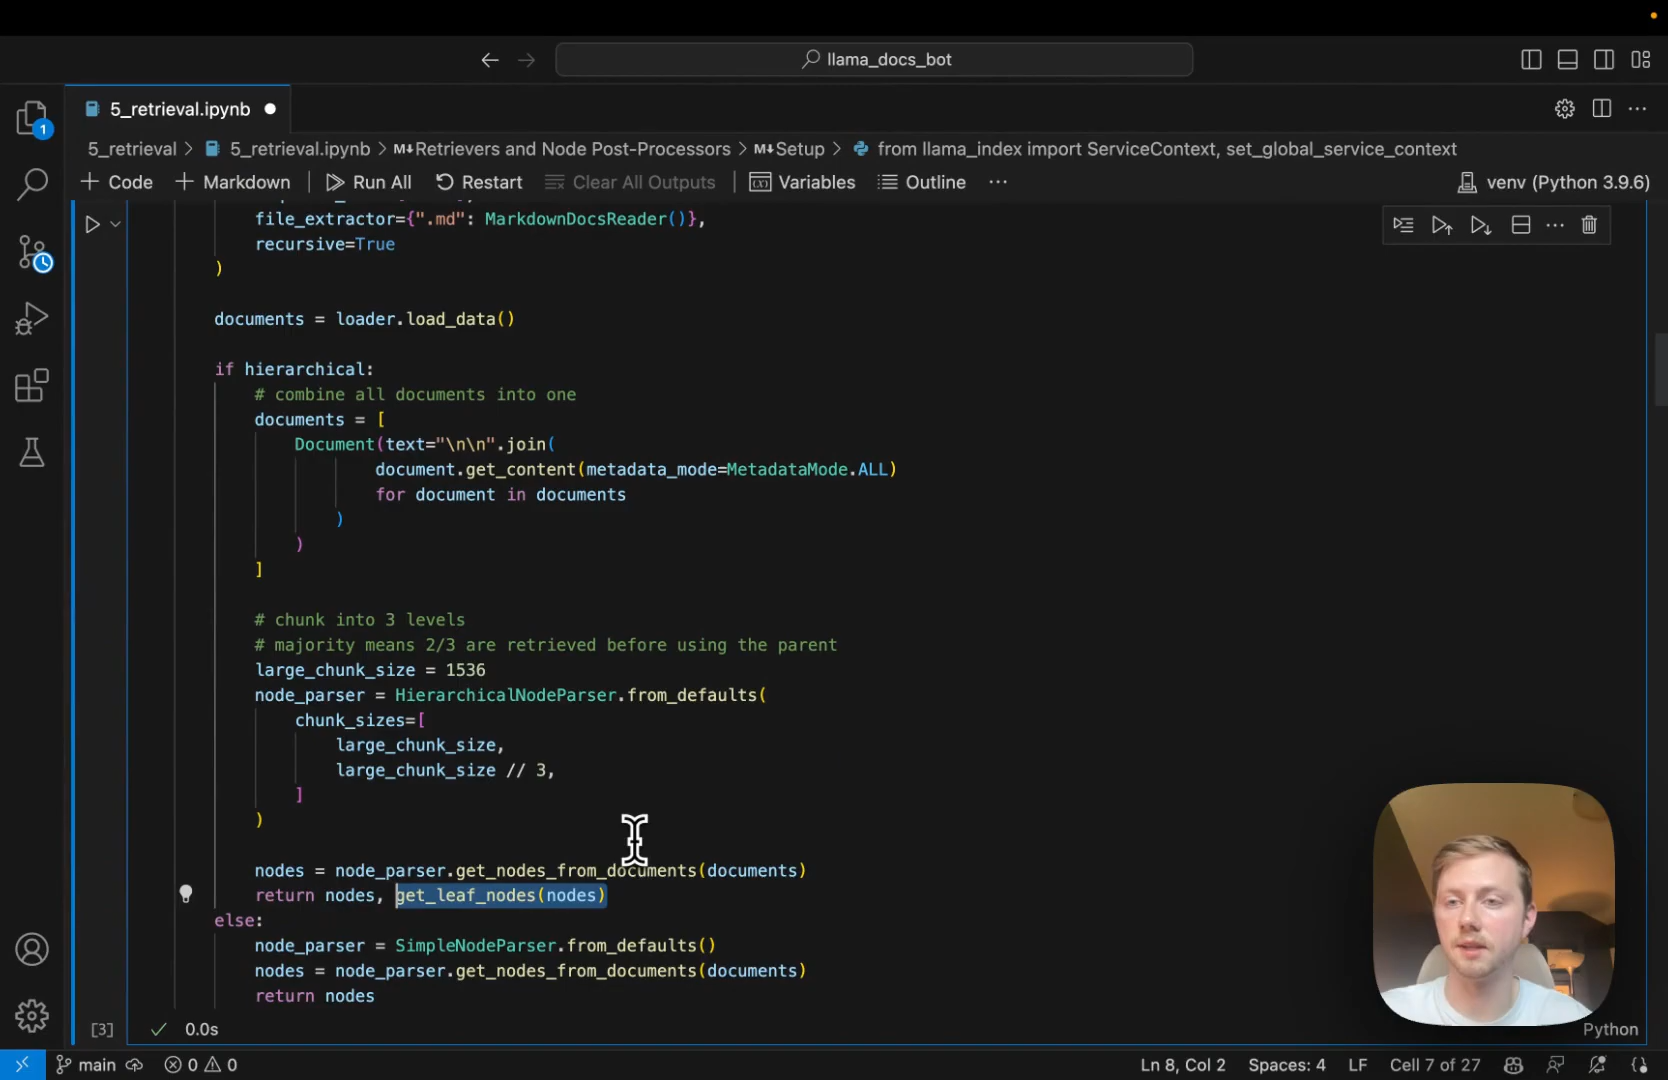 llama_docs_bot
5_retrieval.ipynb
5_retrieval > 5_retrieval.ipynb > M↓Retrievers and Node Post-Processors > M↓Setup > from llama_index import ServiceContext, set_global_service_context
+ Code + Markdown Run All Restart Clear All Outputs Variables Outline ... venv (Python 3.9.6)
1
file_extractor={".md": MarkdownDocsReader()},
recursive=True
)
documents = loader.load_data()
if hierarchical:
# combine all documents into one
documents = [
Document(text="\n\n".join(
document.get_content(metadata_mode=MetadataMode.ALL)
for document in documents
)
)
]
# chunk into 3 levels
# majority means 2/3 are retrieved before using the parent
large_chunk_size = 1536
node_parser = HierarchicalNodeParser.from_defaults(
chunk_sizes=[
large_chunk_size,
large_chunk_size // 3,
]
)
nodes = node_parser.get_nodes_from_documents(documents)
return nodes, get_leaf_nodes(nodes)
else:
node_parser = SimpleNodeParser.from_defaults()
nodes = node_parser.get_nodes_from_documents(documents)
return nodes
[3] 0.0s Python
main 0 0 Ln 8, Col 2 Spaces: 4 LF Cell 7 of 27